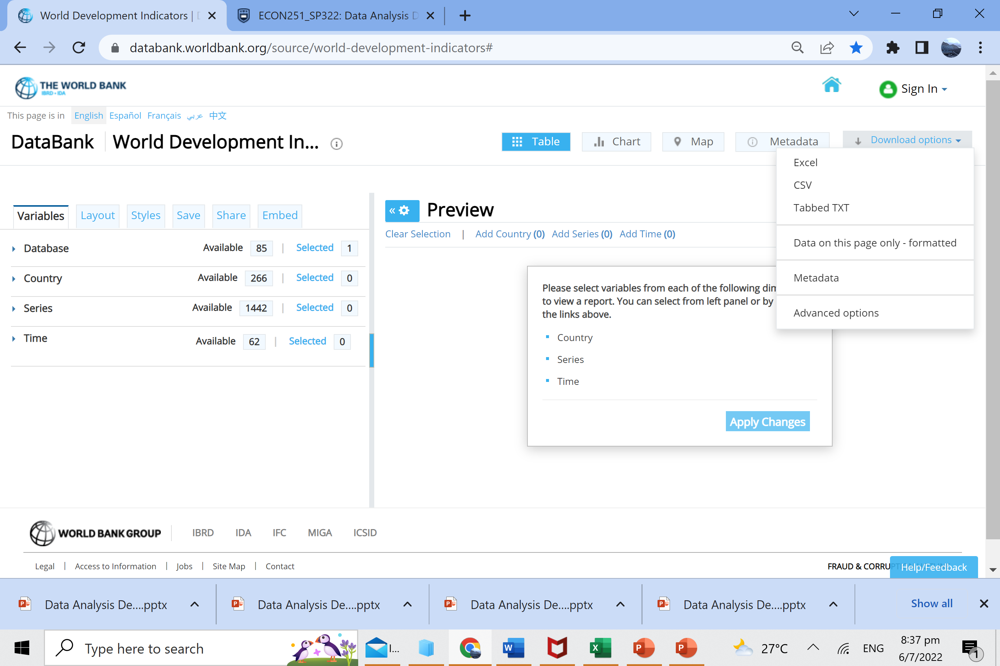 World Development Indicators |
ECON251_SP322: Data Analysis D
databank.worldbank.org/source/world-development-indicators#
THE WORLD BANK
IBRD • IDA
Sign In
This page is in English Español Français عربي 中文
DataBank World Development In...
Table Chart Map Metadata Download options
Excel
CSV
Tabbed TXT
Data on this page only - formatted
Metadata
Advanced options
Variables Layout Styles Save Share Embed
Database Available 85 | Selected 1
Country Available 266 | Selected 0
Series Available 1442 | Selected 0
Time Available 62 | Selected 0
« Preview
Clear Selection | Add Country (0) Add Series (0) Add Time (0)
Please select variables from each of the following dim
to view a report. You can select from left panel or by
the links above.
Country
Series
Time
Apply Changes
WORLD BANK GROUP IBRD IDA IFC MIGA ICSID
Legal | Access to Information | Jobs | Site Map | Contact
FRAUD & CORRUPT
Help/Feedback
Data Analysis De....pptx Data Analysis De....pptx Data Analysis De....pptx Data Analysis De....pptx Show all
Type here to search
I...
27°C
ENG
8:37 pm
6/7/2022
1